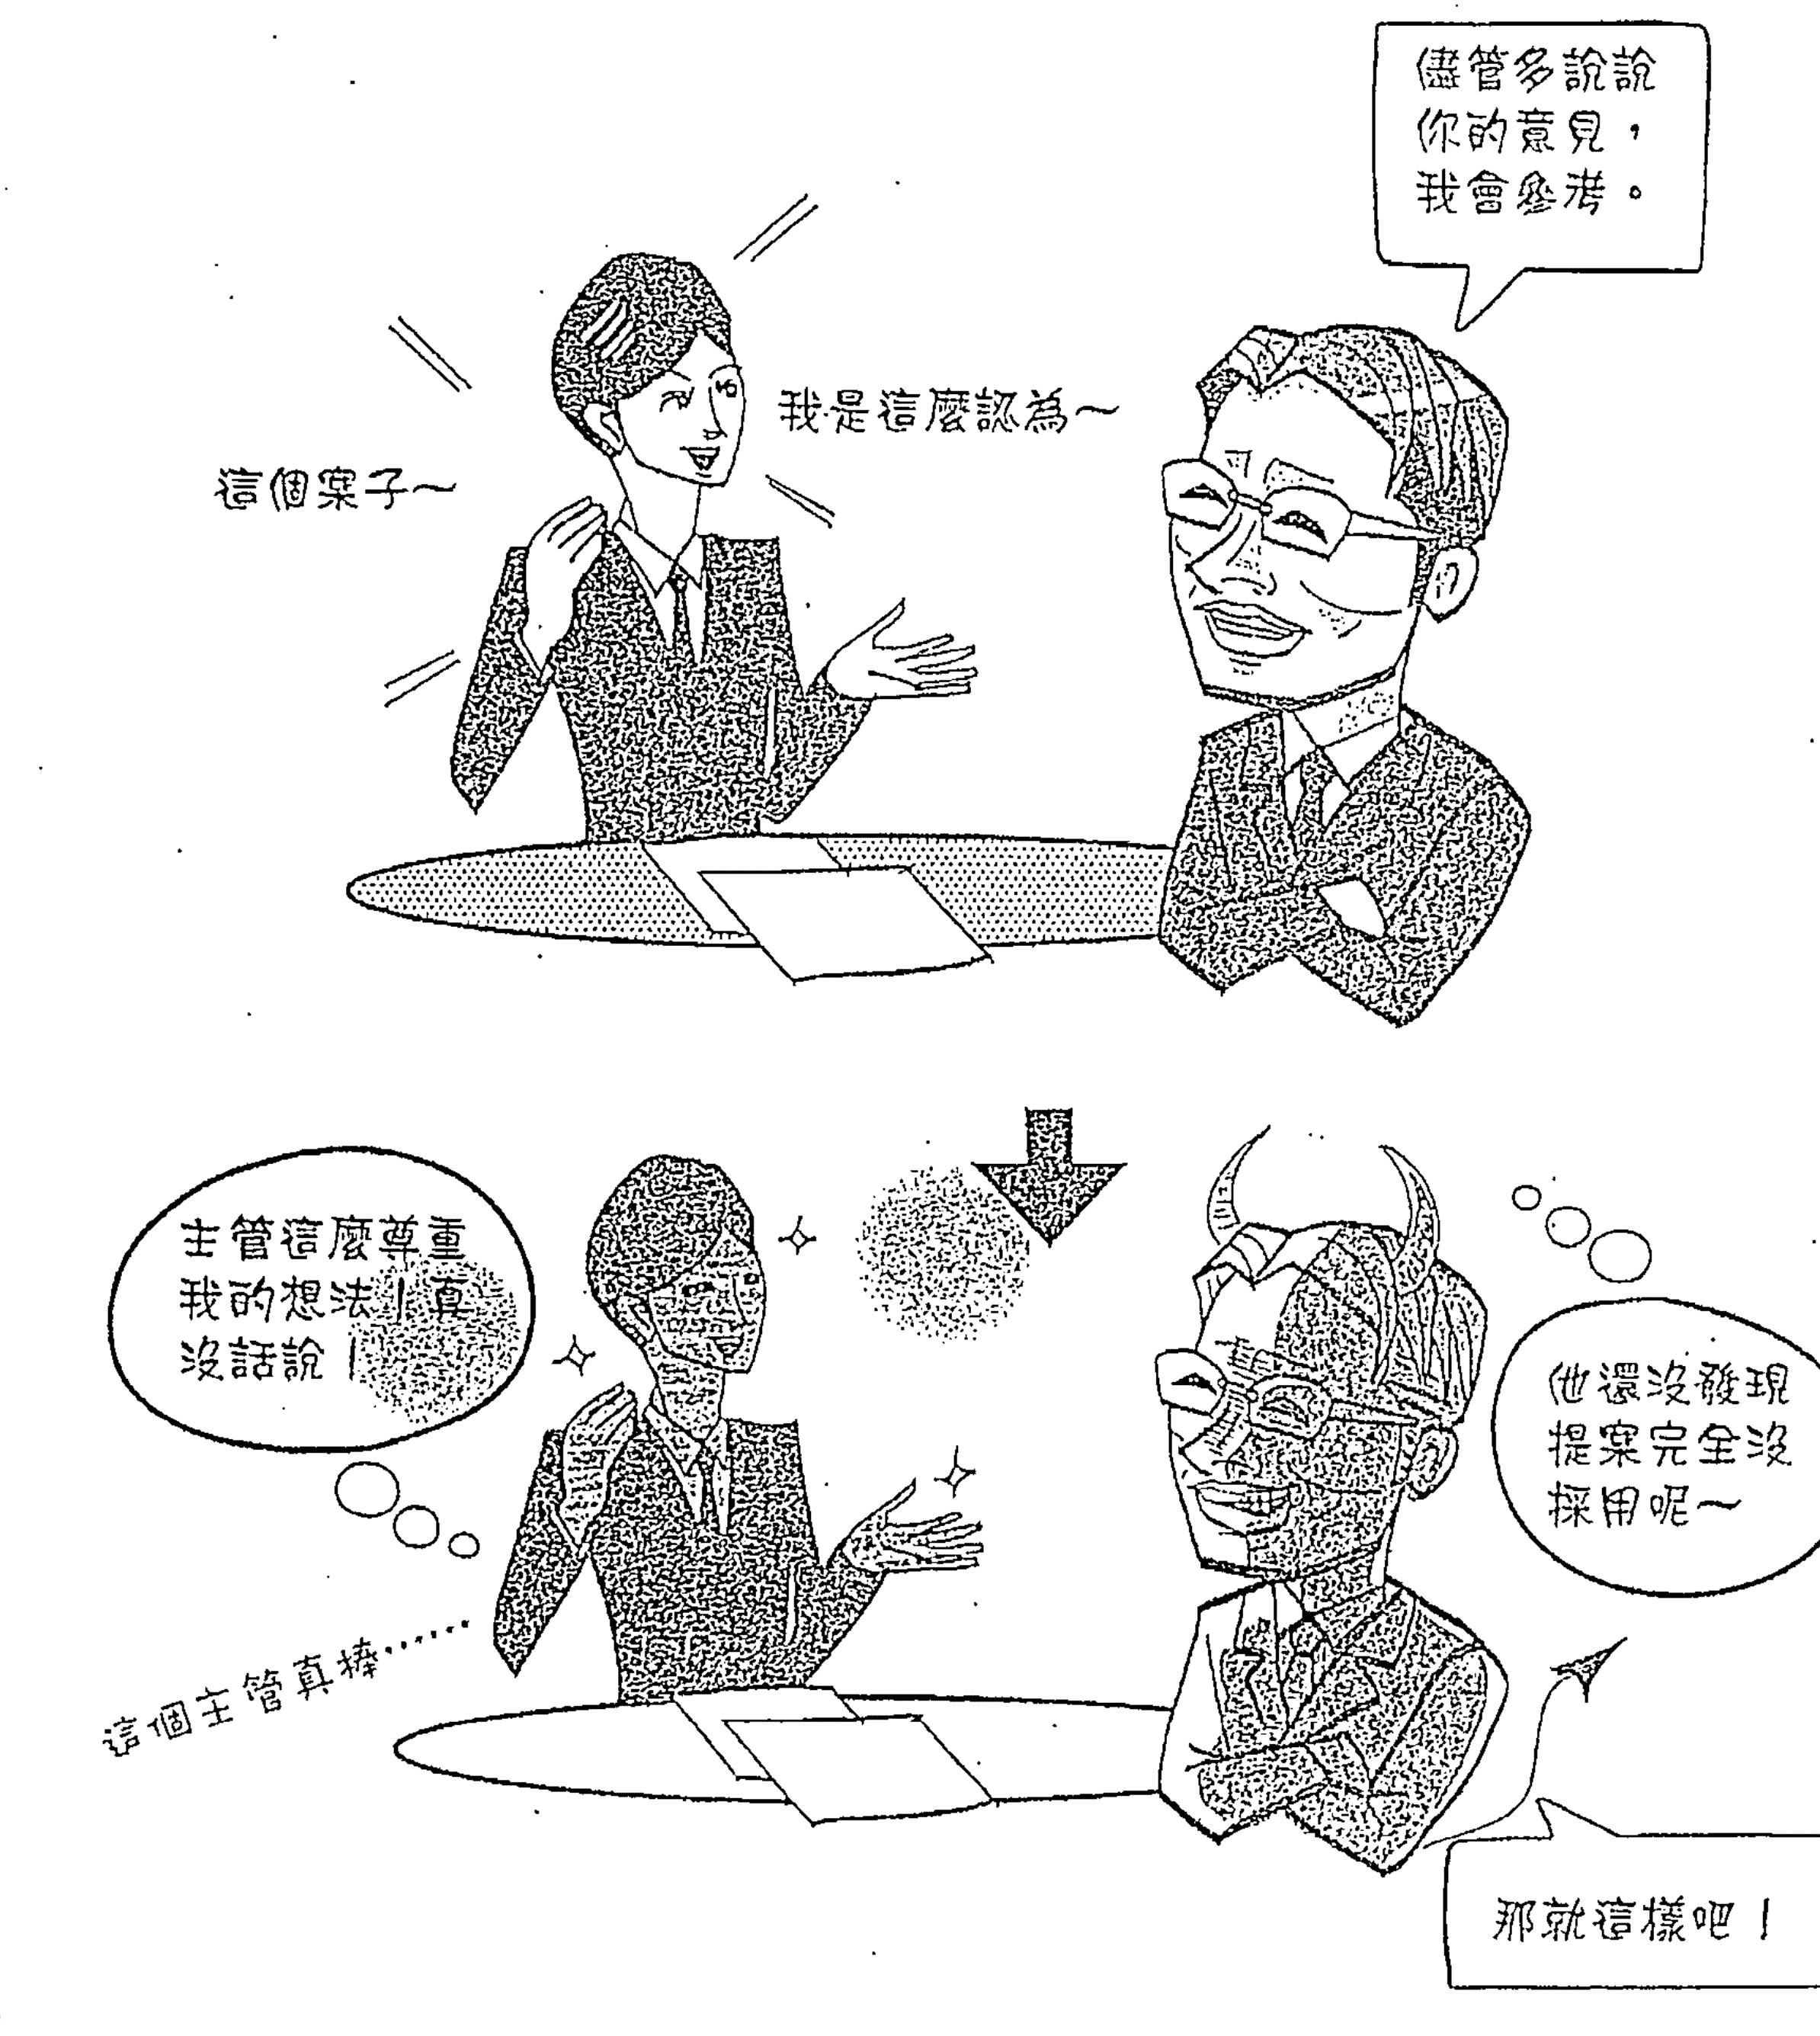 儘管多說說
你的意見，
我會參考。
我是這麼認為～
這個案子～
主管這麼尊重
我的想法！真
沒話說！
他還沒發現
提案完全沒
採用呢～
這個主管真棒……
那就這樣吧！